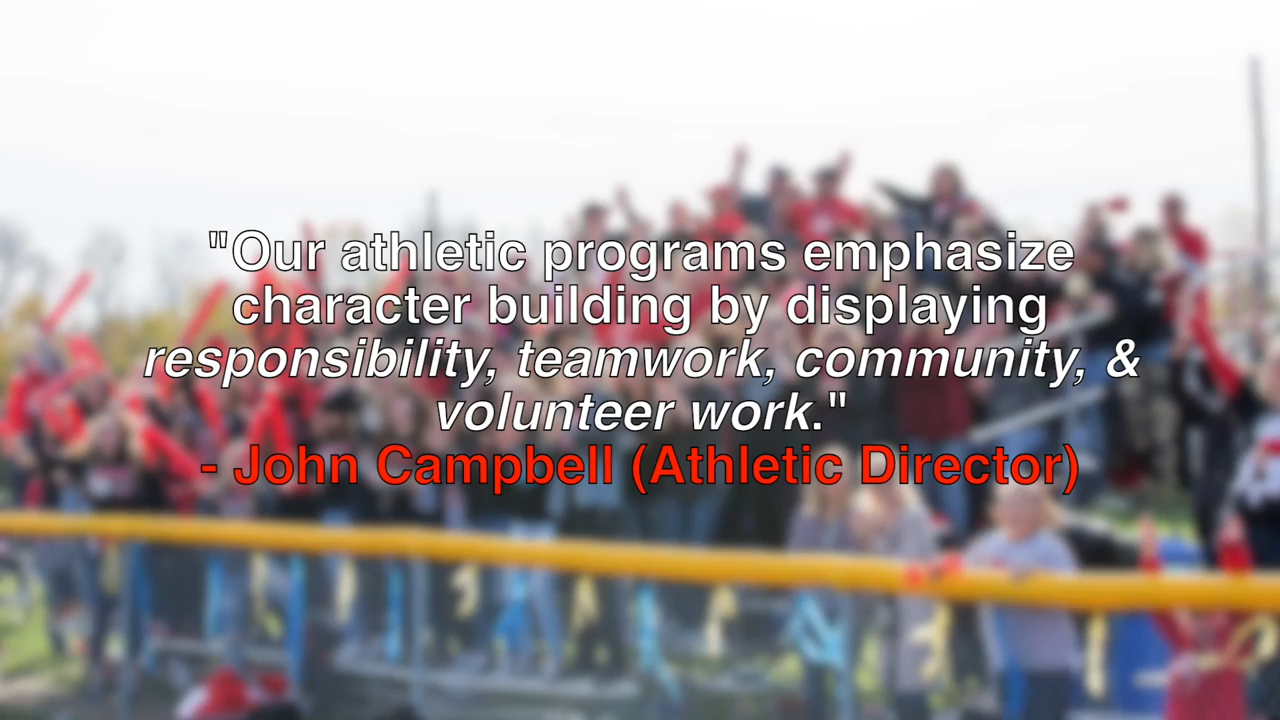 "Our athletic programs emphasize
character building by displaying
responsibility, teamwork, community, &
volunteer work."
- John Campbell (Athletic Director)